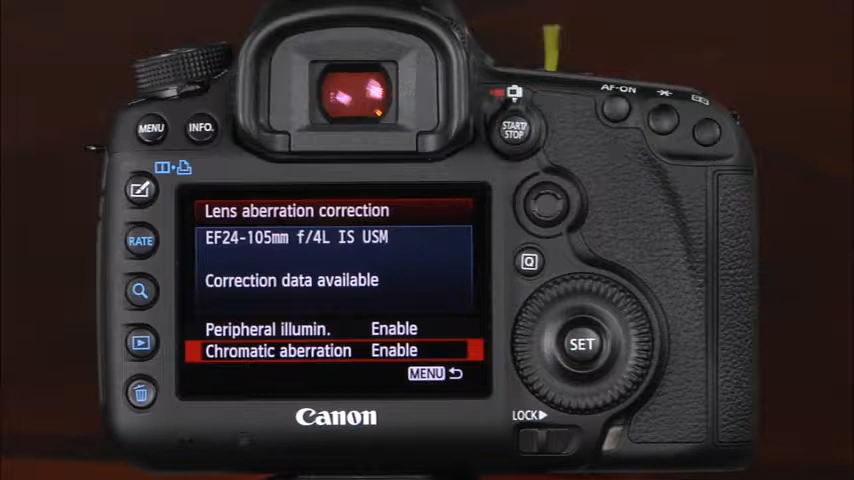 AF-ON
MENU
INFO.
START/
STOP
RATE
Lens aberration correction
EF24-105mm f/4L IS USM
Correction data available
Peripheral illumin. Enable
Chromatic aberration Enable
MENU
Q
SET
Canon
LOCK